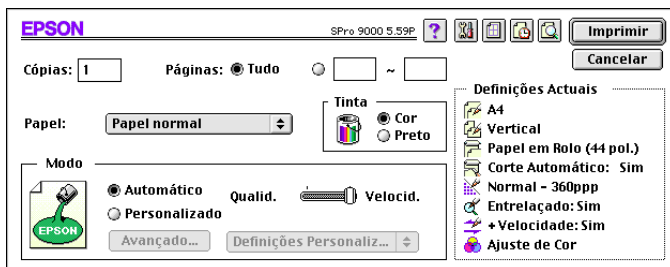 EPSON
SPro 9000 5.59P
?
Imprimir
Cancelar
Cópias: 1
Páginas: Tudo
~
Papel: Papel normal
Tinta
Cor
Preto
Modo
EPSON
Automático
Personalizado
Qualid. Velocid.
Avançado...
Definições Personaliz...
Definições Actuais
A4
Vertical
Papel em Rolo (44 pol.)
Corte Automático: Sim
Normal - 360ppp
Entrelaçado: Sim
+Velocidade: Sim
Ajuste de Cor